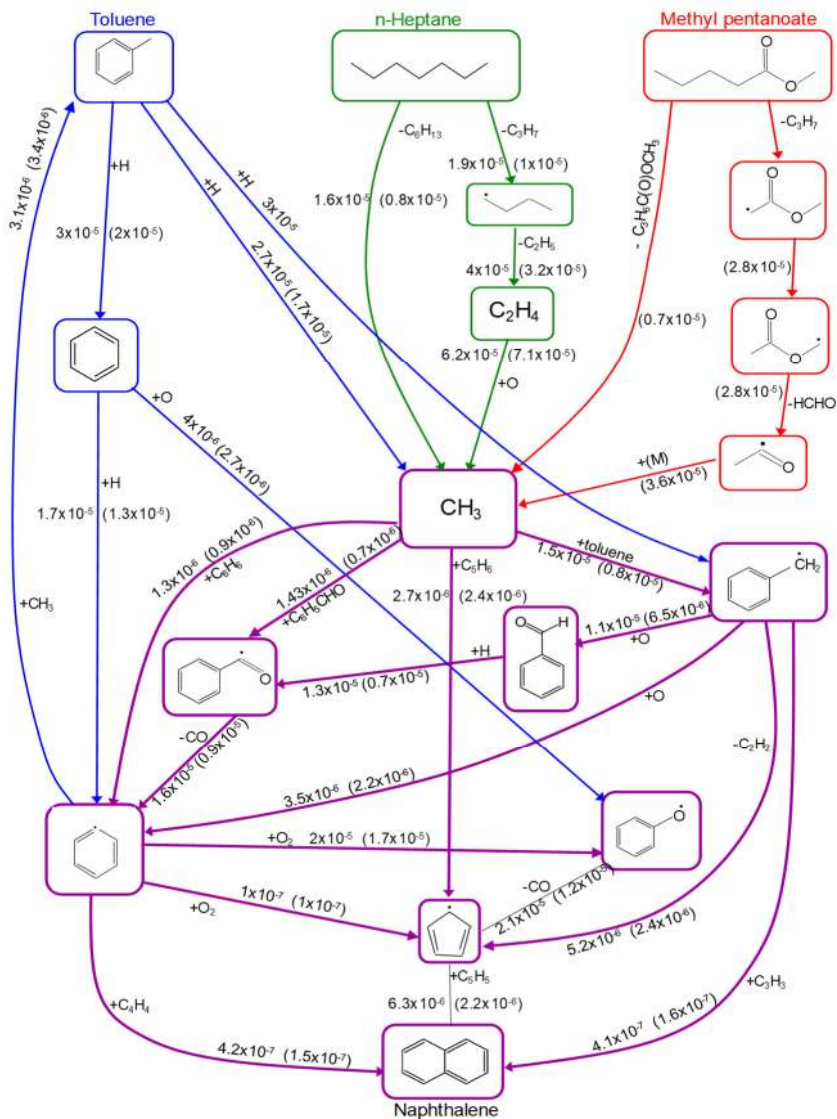 Toluene
n-Heptane
Methyl pentanoate
O
O
-C₆H₁₃
-C₃H₇
-C₃H₇
3.1x10⁻⁶ (3.4x10⁻⁶)
+H
+H
+H 3x10⁻⁵
1.9x10⁻⁵ (1x10⁻⁵)
1.6x10⁻⁵ (0.8x10⁻⁵)
- C₃H₅C(O)OCH₃
O
O
3x10⁻⁵ (2x10⁻⁵)
2.7x10⁻⁵ (1.7x10⁻⁵)
-C₂H₅
4x10⁻⁵ (3.2x10⁻⁵)
(2.8x10⁻⁵)
C₂H₄
(0.7x10⁻⁵)
O
O
6.2x10⁻⁵ (7.1x10⁻⁵)
+O
+O
(2.8x10⁻⁵)
-HCHO
4x10⁻⁶ (2.7x10⁻⁶)
+(M)
(3.6x10⁻⁵)
O
+H
1.7x10⁻⁵ (1.3x10⁻⁵)
CH₃
+toluene
1.5x10⁻⁵ (0.8x10⁻⁵)
CH₂
1.3x10⁻⁶ (0.9x10⁻⁶)
+C₆H₆
1.43x10⁻⁶ (0.7x10⁻⁶)
+C₆H₅CHO
+C₅H₆
2.7x10⁻⁶ (2.4x10⁻⁶)
+CH₃
O
H
1.1x10⁻⁵ (6.5x10⁻⁶)
+O
O
+H
1.3x10⁻⁵ (0.7x10⁻⁵)
+O
-CO
1.6x10⁻⁵ (0.9x10⁻⁵)
-C₂H₂
3.5x10⁻⁶ (2.2x10⁻⁶)
O
+O₂ 2x10⁻⁵ (1.7x10⁻⁵)
+O₂
1x10⁻⁷ (1x10⁻⁷)
-CO
2.1x10⁻⁵ (1.2x10⁻⁵)
5.2x10⁻⁶ (2.4x10⁻⁶)
+C₅H₅
+C₃H₃
+C₄H₄
6.3x10⁻⁶ (2.2x10⁻⁶)
4.2x10⁻⁷ (1.5x10⁻⁷)
4.1x10⁻⁷ (1.6x10⁻⁷)
Naphthalene